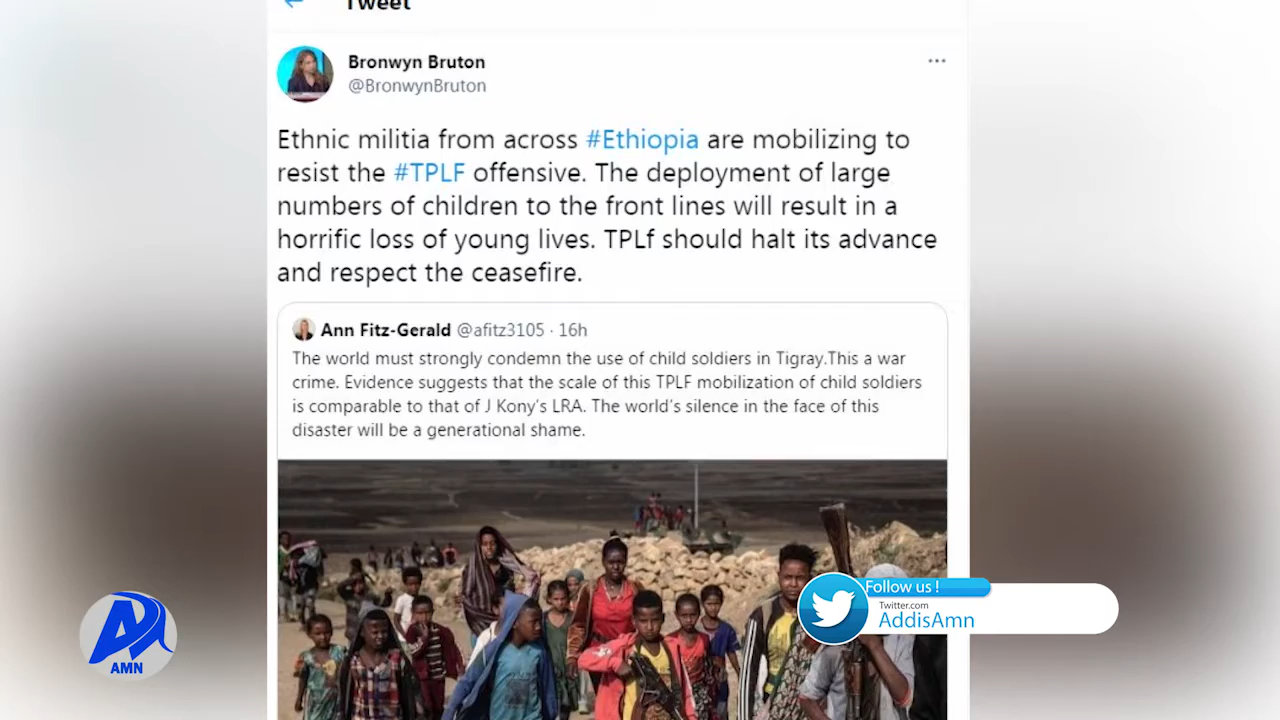 Tweet
Bronwyn Bruton
@BronwynBruton
Ethnic militia from across #Ethiopia are mobilizing to
resist the #TPLF offensive. The deployment of large
numbers of children to the front lines will result in a
horrific loss of young lives. TPLf should halt its advance
and respect the ceasefire.
Ann Fitz-Gerald @afitz3105 · 16h
The world must strongly condemn the use of child soldiers in Tigray.This a war
crime. Evidence suggests that the scale of this TPLF mobilization of child soldiers
is comparable to that of J Kony's LRA. The world's silence in the face of this
disaster will be a generational shame.
Follow us !
Twitter.com
AddisAmn
AMN